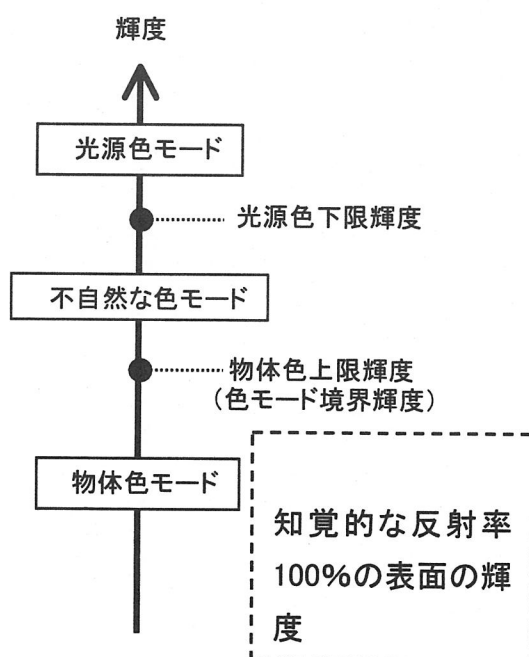 輝度
光源色モード
光源色下限輝度
不自然な色モード
物体色上限輝度
(色モード境界輝度)
物体色モード
知覚的な反射率
100%の表面の輝
度